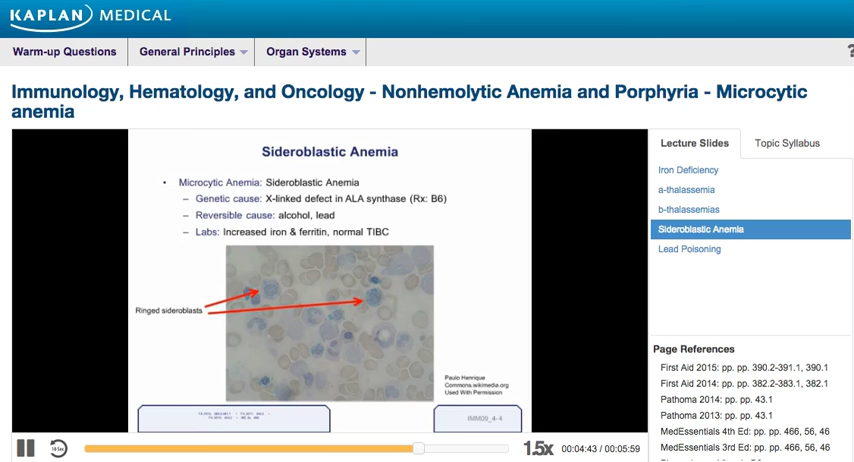 KAPLAN MEDICAL
Warm-up Questions General Principles Organ Systems ?
Immunology, Hematology, and Oncology - Nonhemolytic Anemia and Porphyria - Microcytic
anemia
Sideroblastic Anemia
• Microcytic Anemia: Sideroblastic Anemia
– Genetic cause: X-linked defect in ALA synthase (Rx: B6)
– Reversible cause: alcohol, lead
– Labs: Increased iron & ferritin, normal TIBC
Ringed sideroblasts
Paulo Henrique
Commons.wikimedia.org
Used With Permission
IMM09_4-4
10 Sec
1.5x 00:04:43 / 00:05:59
Lecture Slides Topic Syllabus
Iron Deficiency
a-thalassemia
b-thalassemias
Sideroblastic Anemia
Lead Poisoning
Page References
First Aid 2015: pp. pp. 390.2-391.1, 390.1
First Aid 2014: pp. pp. 382.2-383.1, 382.1
Pathoma 2014: pp. pp. 43.1
Pathoma 2013: pp. pp. 43.1
MedEssentials 4th Ed: pp. pp. 466, 56, 46
MedEssentials 3rd Ed: pp. pp. 466, 56, 46